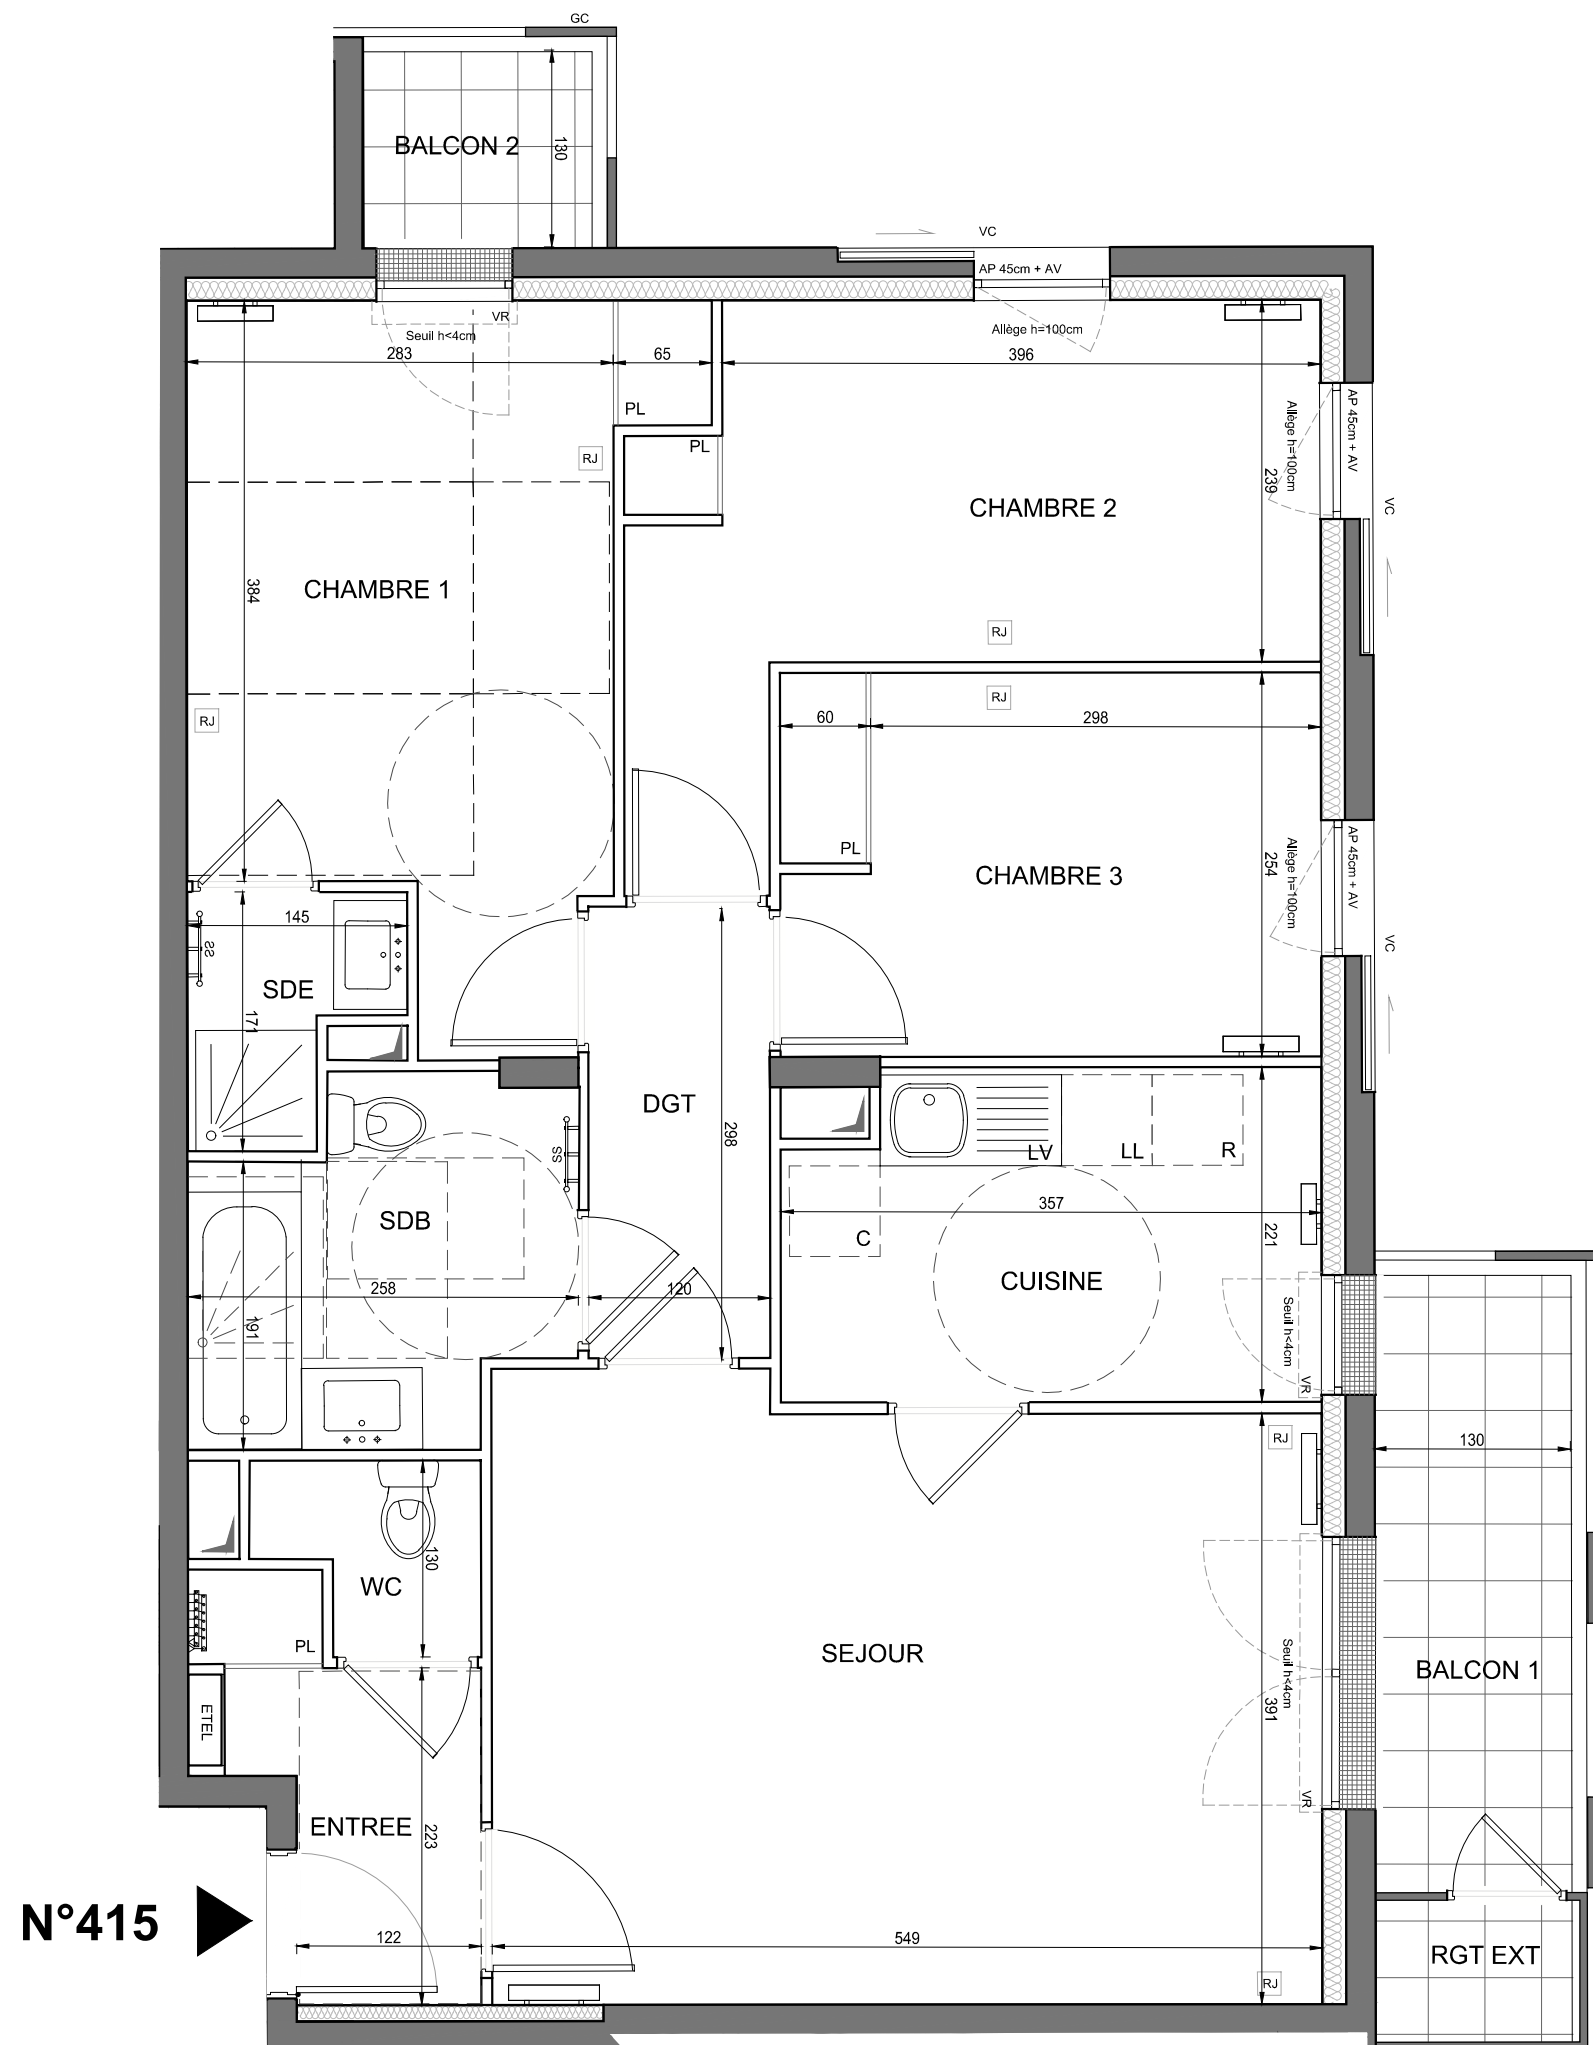 GC
BALCON 2
130
VC
AP 45cm + AV
VR
Seuil h<4cm
Allège h=100cm
283
65
396
PL
PL
RJ
AP 45cm + AV
Allège h=100cm
239
VC
CHAMBRE 2
384
CHAMBRE 1
RJ
RJ
RJ
60
298
PL
CHAMBRE 3
254
Allège h=100cm
AP 45cm + AV
VC
145
SS
SDE
171
DGT
298
SS
LV
LL
R
357
221
C
SDB
CUISINE
258
120
191
Seuil h<4cm
VR
RJ
130
130
WC
PL
SEJOUR
Seuil h<4cm
391
BALCON 1
ETEL
VR
ENTREE
223
N°415
122
549
RGT EXT
RJ